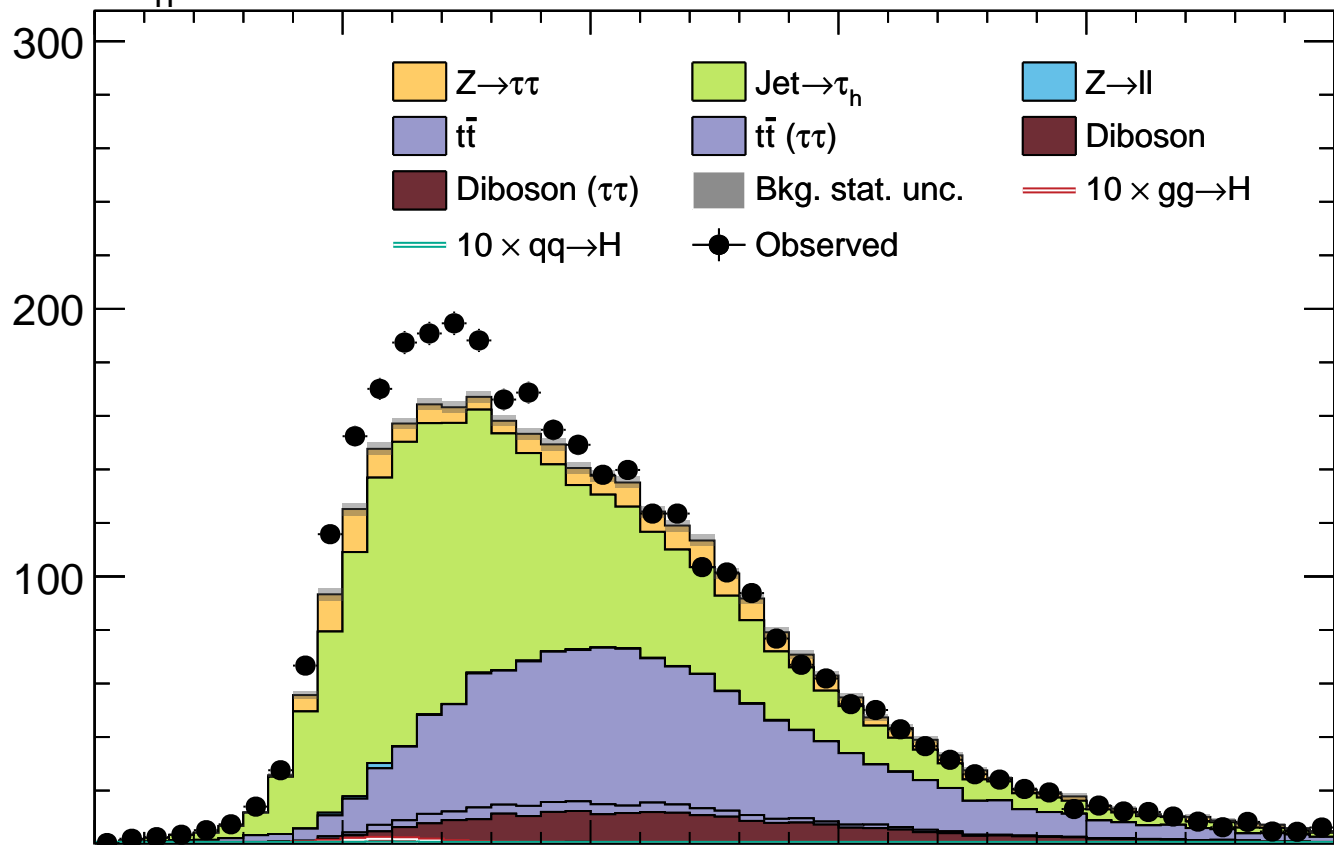 300
Z→ττ Jet→τh Z→ll
tt̄ tt̄ (ττ) Diboson
Diboson (ττ) Bkg. stat. unc. 10 × gg→H
10 × qq→H Observed
200
100